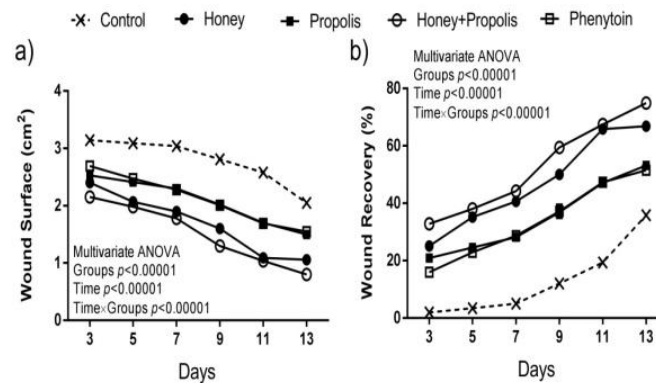 Control Honey Propolis Honey+Propolis Phenytoin
a)
Wound Surface (cm²)
4
3
2
1
0
Multivariate ANOVA
Groups p<0.00001
Time p<0.00001
Time×Groups p<0.00001
3 5 7 9 11 13
Days
b)
Wound Recovery (%)
80
60
40
20
0
Multivariate ANOVA
Groups p<0.00001
Time p<0.00001
Time×Groups p<0.00001
3 5 7 9 11 13
Days